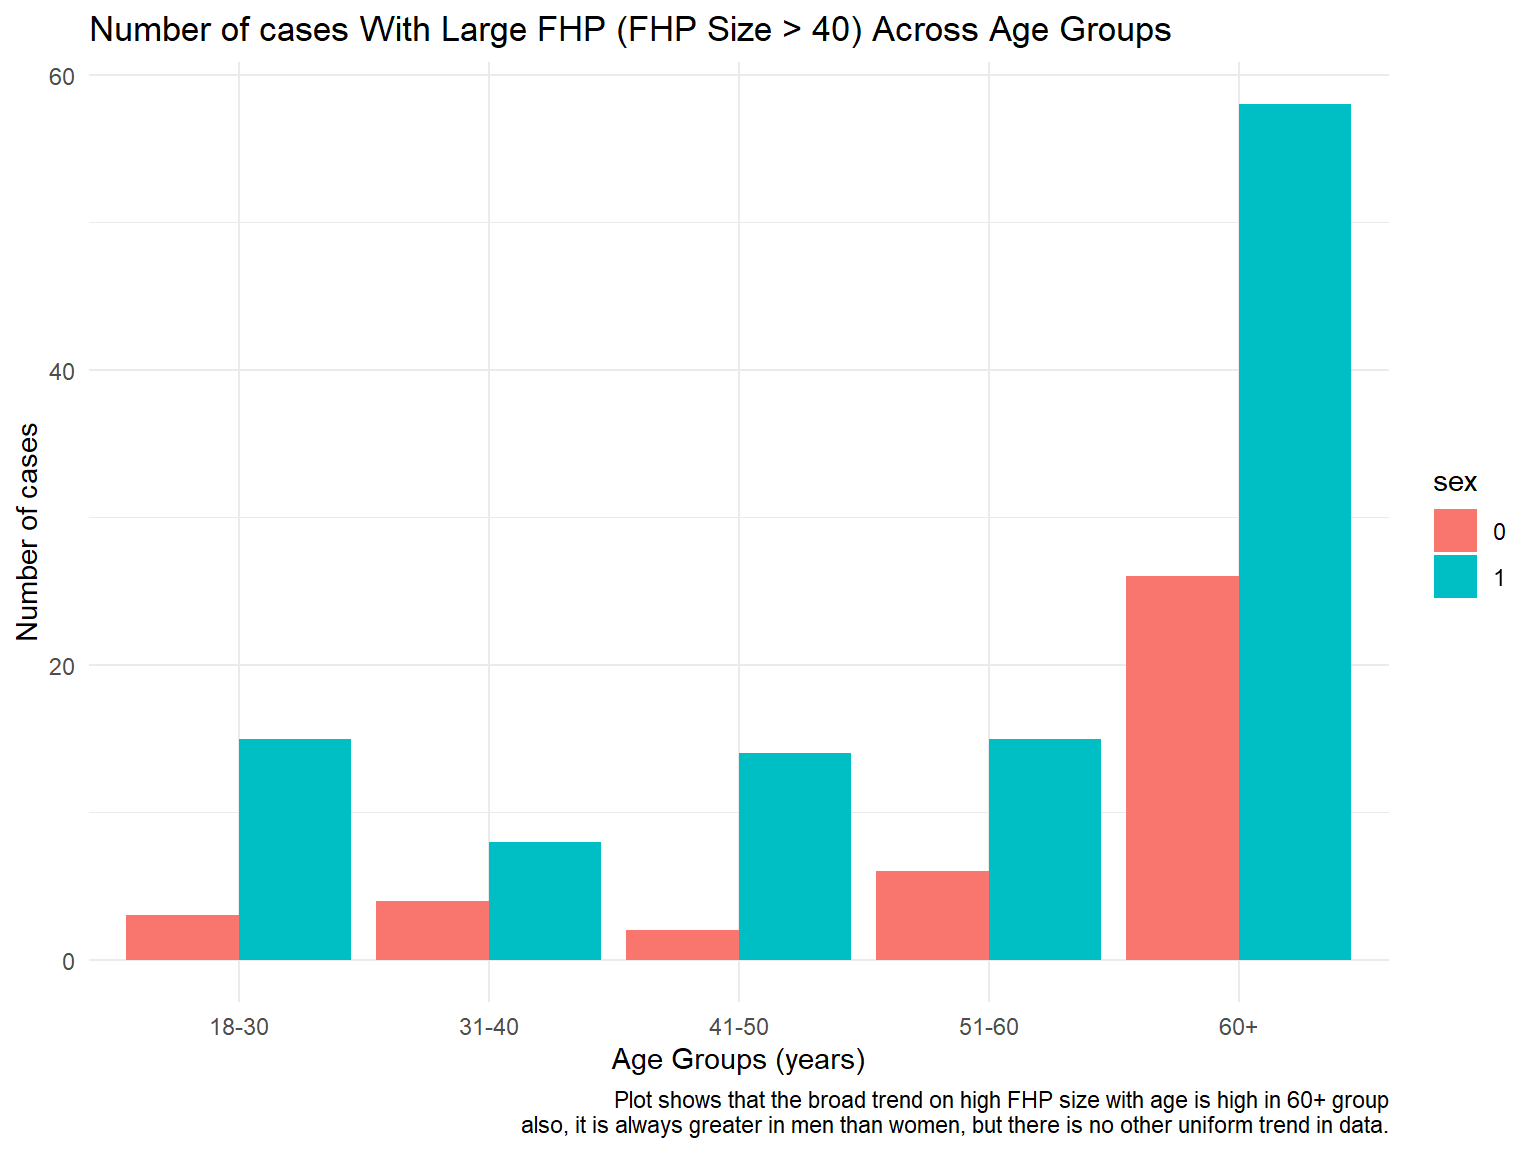 Number of cases With Large FHP (FHP Size > 40) Across Age Groups
60
40
20
0
Number of cases
18-30 31-40 41-50 51-60 60+
Age Groups (years)
sex
0
1
Plot shows that the broad trend on high FHP size with age is high in 60+ group
also, it is always greater in men than women, but there is no other uniform trend in data.